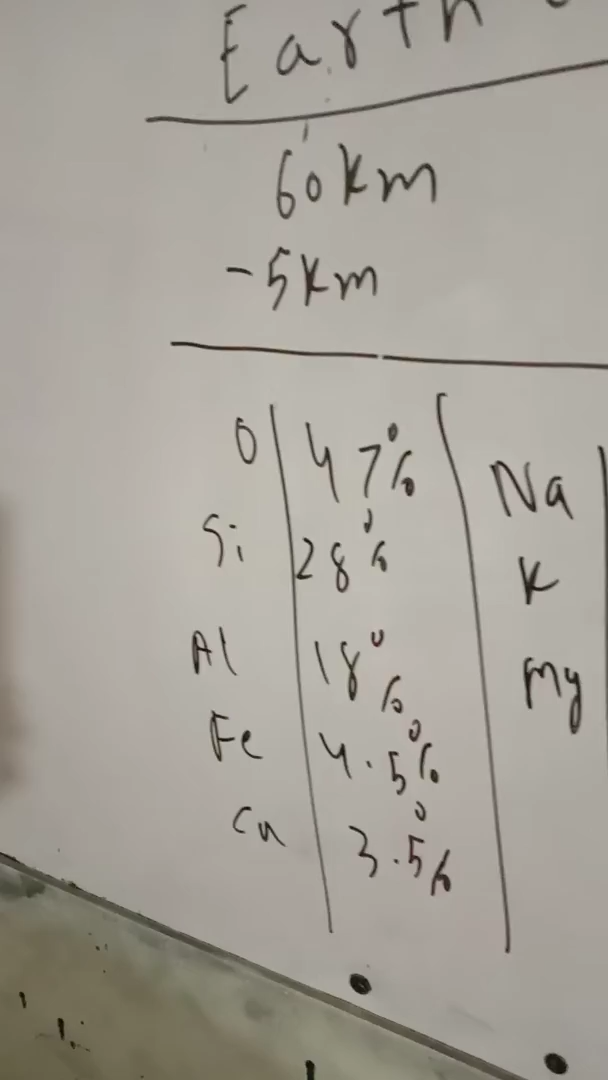 Earth
60km
-5km
O 47% Na
Si 28% K
Al 18% Mg
Fe 4.5%
Ca 3.5%